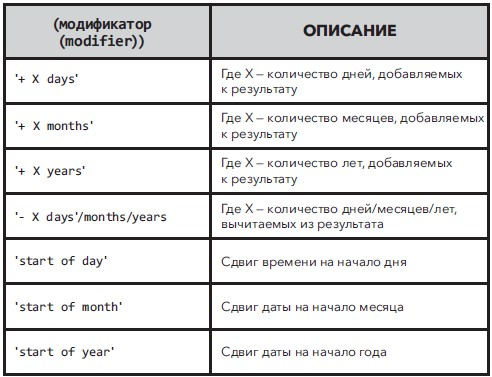 (модификатор
(modifier))
ОПИСАНИЕ
'+ X days'
Где X – количество дней, добавляемых
к результату
'+ X months'
Где X – количество месяцев, добавляемых
к результату
'+ X years'
Где X – количество лет, добавляемых
к результату
'- X days'/months/years
Где X – количество дней/месяцев/лет,
вычитаемых из результата
'start of day'
Сдвиг времени на начало дня
'start of month'
Сдвиг даты на начало месяца
'start of year'
Сдвиг даты на начало года